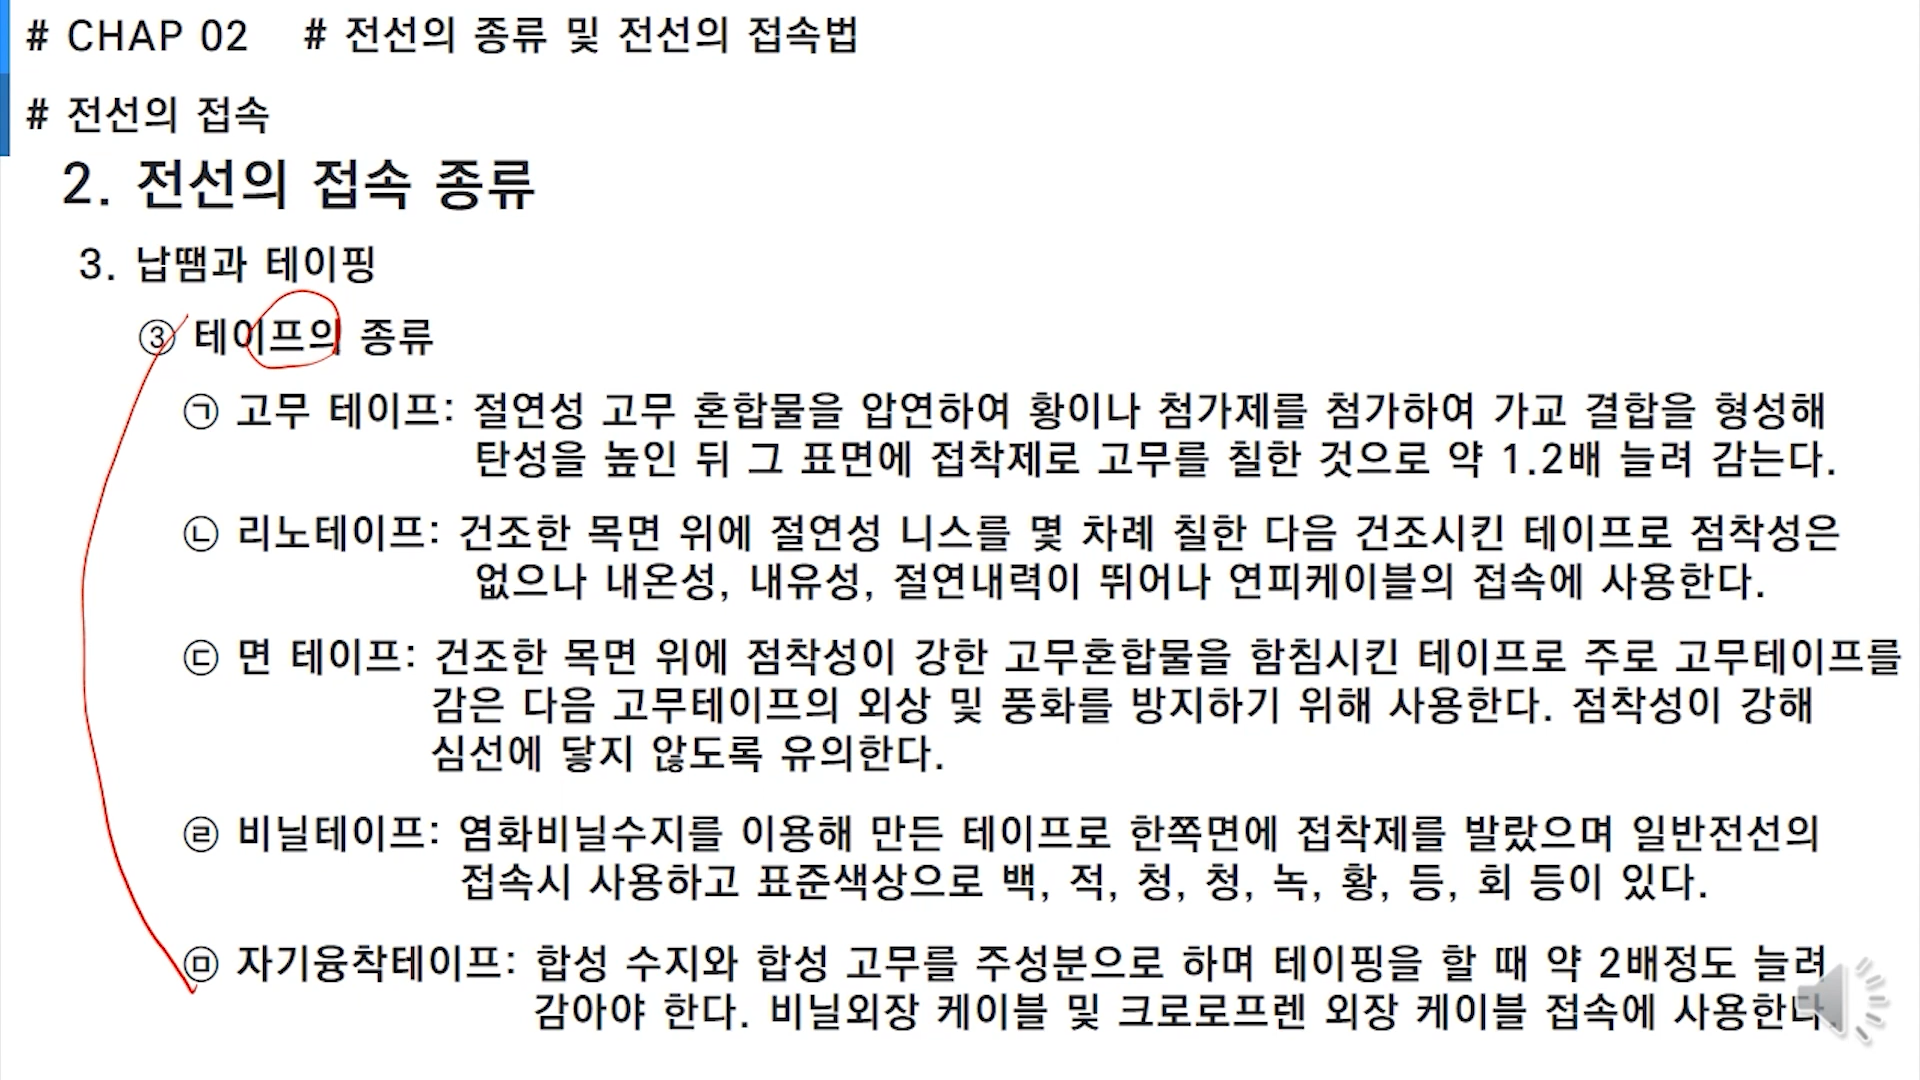 # CHAP 02 # 전선의 종류 및 전선의 접속법
# 전선의 접속
2. 전선의 접속 종류
3. 납땜과 테이핑
③ 테이프의 종류
㉠ 고무 테이프: 절연성 고무 혼합물을 압연하여 황이나 첨가제를 첨가하여 가교 결합을 형성해
탄성을 높인 뒤 그 표면에 접착제로 고무를 칠한 것으로 약 1.2배 늘려 감는다.
㉡ 리노테이프: 건조한 목면 위에 절연성 니스를 몇 차례 칠한 다음 건조시킨 테이프로 점착성은
없으나 내온성, 내유성, 절연내력이 뛰어나 연피케이블의 접속에 사용한다.
㉢ 면 테이프: 건조한 목면 위에 점착성이 강한 고무혼합물을 함침시킨 테이프로 주로 고무테이프를
감은 다음 고무테이프의 외상 및 풍화를 방지하기 위해 사용한다. 점착성이 강해
심선에 닿지 않도록 유의한다.
㉣ 비닐테이프: 염화비닐수지를 이용해 만든 테이프로 한쪽면에 접착제를 발랐으며 일반전선의
접속시 사용하고 표준색상으로 백, 적, 청, 청, 녹, 황, 등, 회 등이 있다.
㉤ 자기융착테이프: 합성 수지와 합성 고무를 주성분으로 하며 테이핑을 할 때 약 2배정도 늘려
감아야 한다. 비닐외장 케이블 및 크로로프렌 외장 케이블 접속에 사용한다.